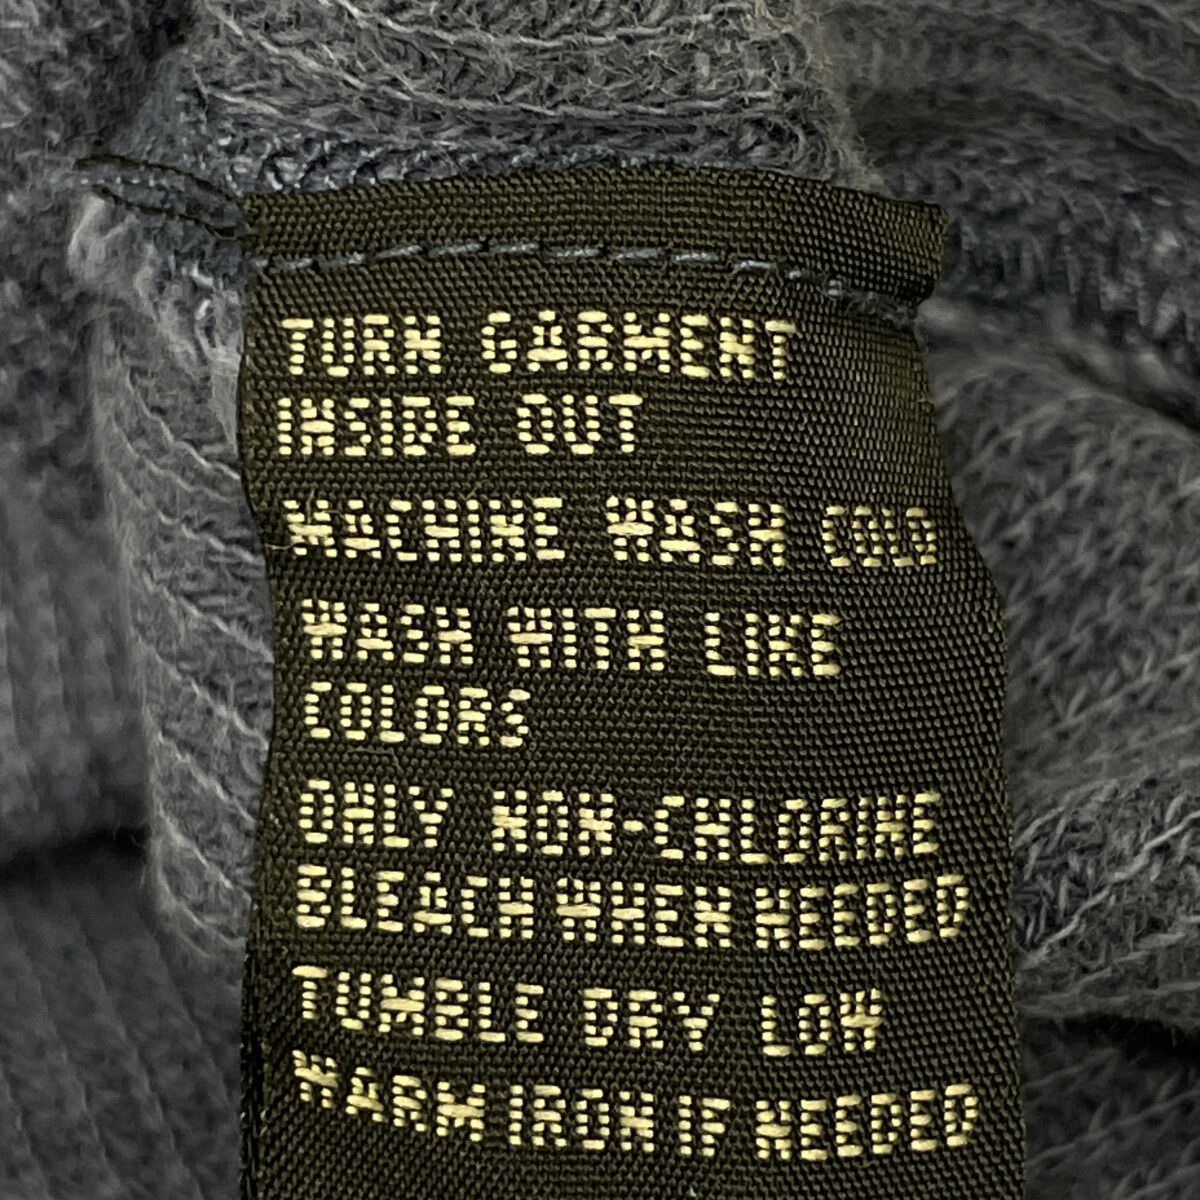 TURN GARMENT
INSIDE OUT
MACHINE WASH COLD
WASH WITH LIKE
COLORS
ONLY NON-CHLORINE
BLEACH WHEN NEEDED
TUMBLE DRY LOW
WARM IRON IF NEEDED